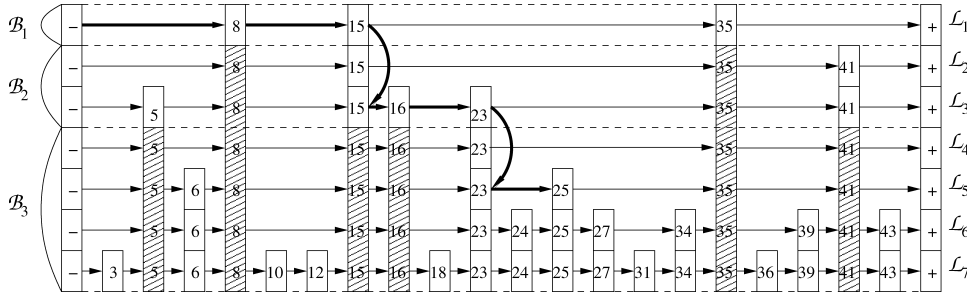 ℬ₁ − 8 15 35 + ℒ₁
− 8 15 35 41 + ℒ₂
ℬ₂ − 5 8 15 16 23 35 41 + ℒ₃
− 5 8 15 16 23 35 41 + ℒ₄
ℬ₃ − 5 6 8 15 16 23 25 35 41 + ℒ₅
− 5 6 8 15 16 23 24 25 27 34 35 39 41 43 + ℒ₆
− 3 5 6 8 10 12 15 16 18 23 24 25 27 31 34 35 36 39 41 43 + ℒ₇